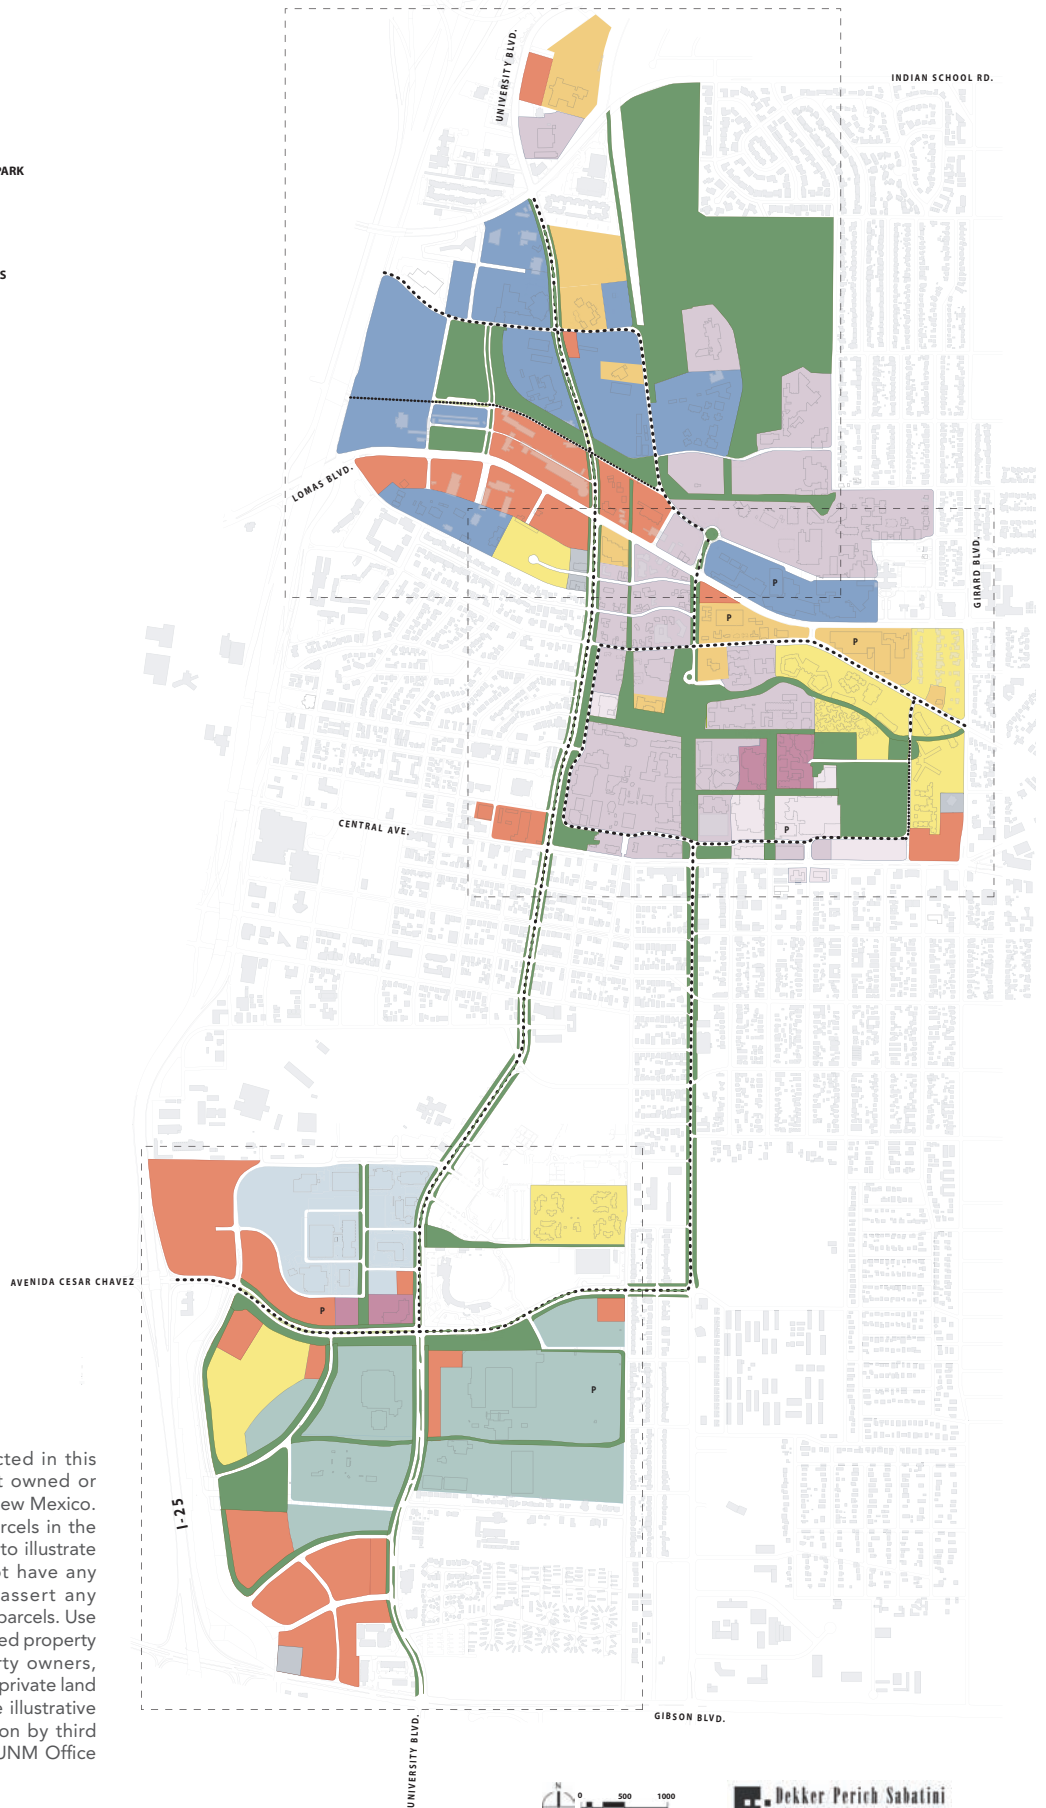 UNIVERSITY BLVD.
INDIAN SCHOOL RD.
PARK
S
LOMAS BLVD.
GIRARD BLVD.
P
P
P
CENTRAL AVE.
P
AVENIDA CESAR CHAVEZ
P
P
I-25
cted in this
t owned or
ew Mexico.
rcels in the
to illustrate
t have any
assert any
parcels. Use
ed property
rty owners,
private land
e illustrative
on by third
UNM Office
GIBSON BLVD.
UNIVERSITY BLVD.
N
0 500 1000
Dekker Perich Sabatini